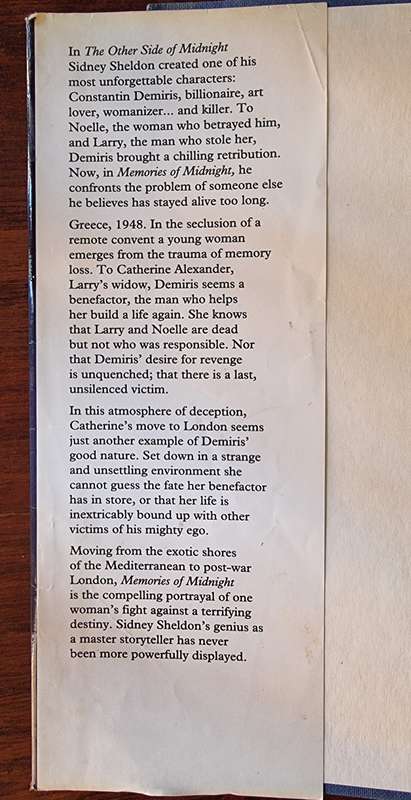 In The Other Side of Midnight
Sidney Sheldon created one of his
most unforgettable characters:
Constantin Demiris, billionaire, art
lover, womanizer... and killer. To
Noelle, the woman who betrayed him,
and Larry, the man who stole her,
Demiris brought a chilling retribution.
Now, in Memories of Midnight, he
confronts the problem of someone else
he believes has stayed alive too long.
Greece, 1948. In the seclusion of a
remote convent a young woman
emerges from the trauma of memory
loss. To Catherine Alexander,
Larry's widow, Demiris seems a
benefactor, the man who helps
her build a life again. She knows
that Larry and Noelle are dead
but not who was responsible. Nor
that Demiris' desire for revenge
is unquenched; that there is a last,
unsilenced victim.
In this atmosphere of deception,
Catherine's move to London seems
just another example of Demiris'
good nature. Set down in a strange
and unsettling environment she
cannot guess the fate her benefactor
has in store, or that her life is
inextricably bound up with other
victims of his mighty ego.
Moving from the exotic shores
of the Mediterranean to post-war
London, Memories of Midnight
is the compelling portrayal of one
woman's fight against a terrifying
destiny. Sidney Sheldon's genius as
a master storyteller has never
been more powerfully displayed.